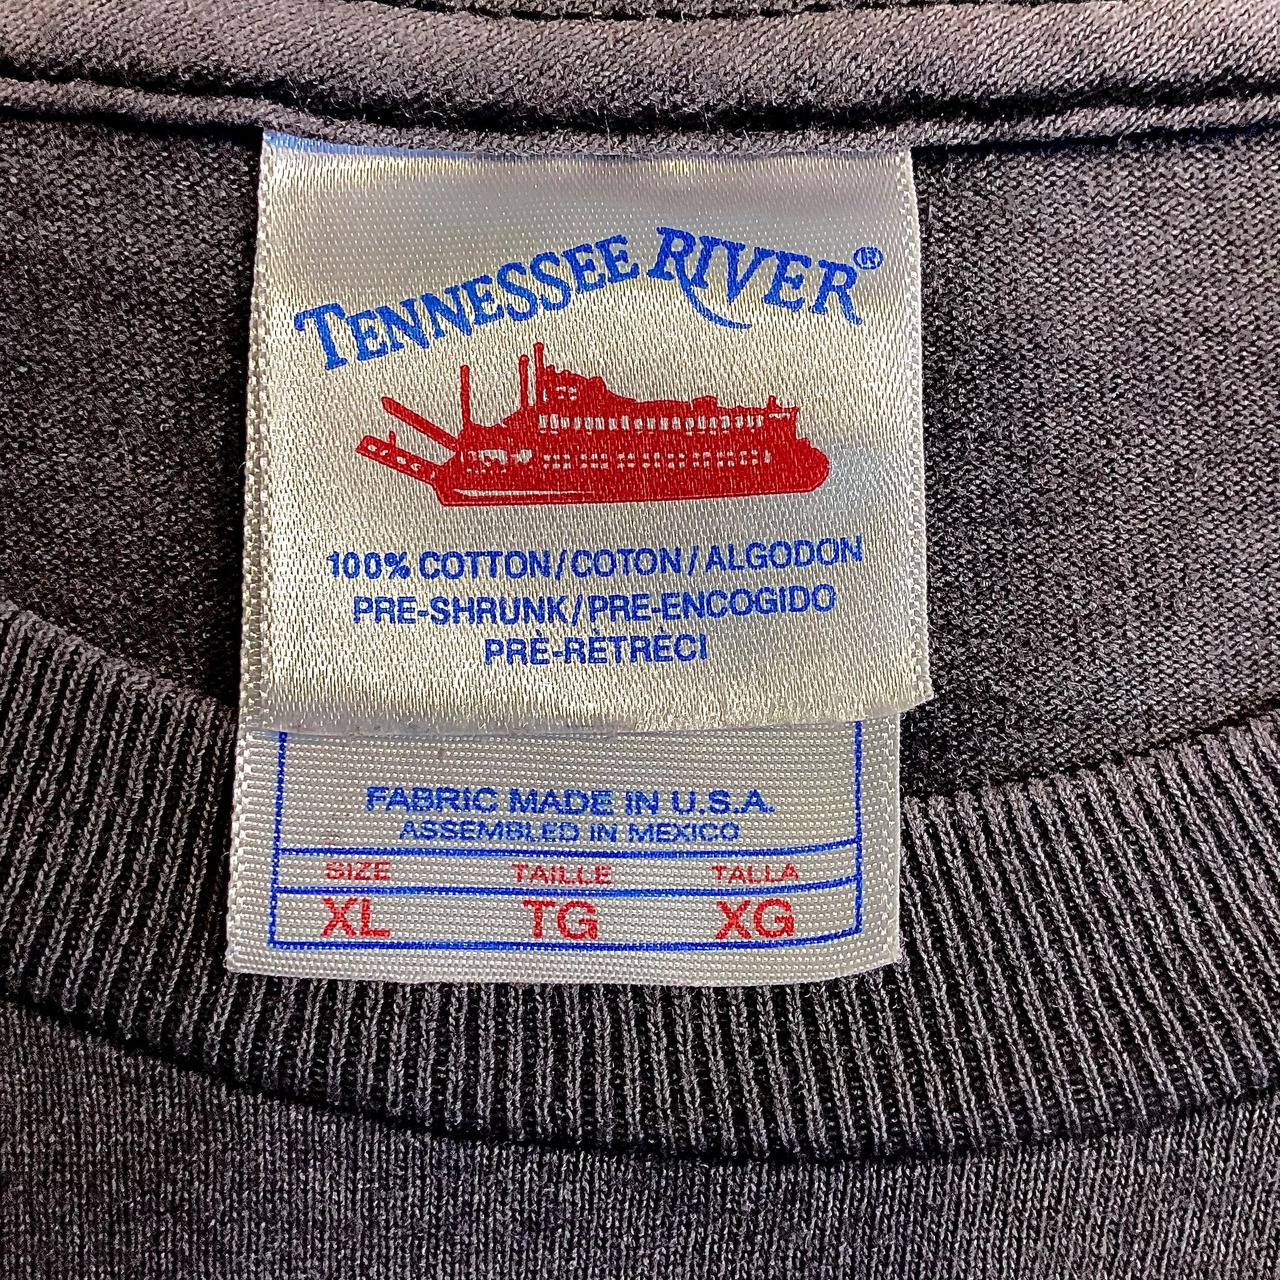 TENNESSEE RIVER®
100% COTTON/COTON/ALGODON
PRE-SHRUNK/PRE-ENCOGIDO
PRÈ-RÈTRÈCI
FABRIC MADE IN U.S.A.
ASSEMBLED IN MEXICO
SIZE TAILLE TALLA
XL TG XG